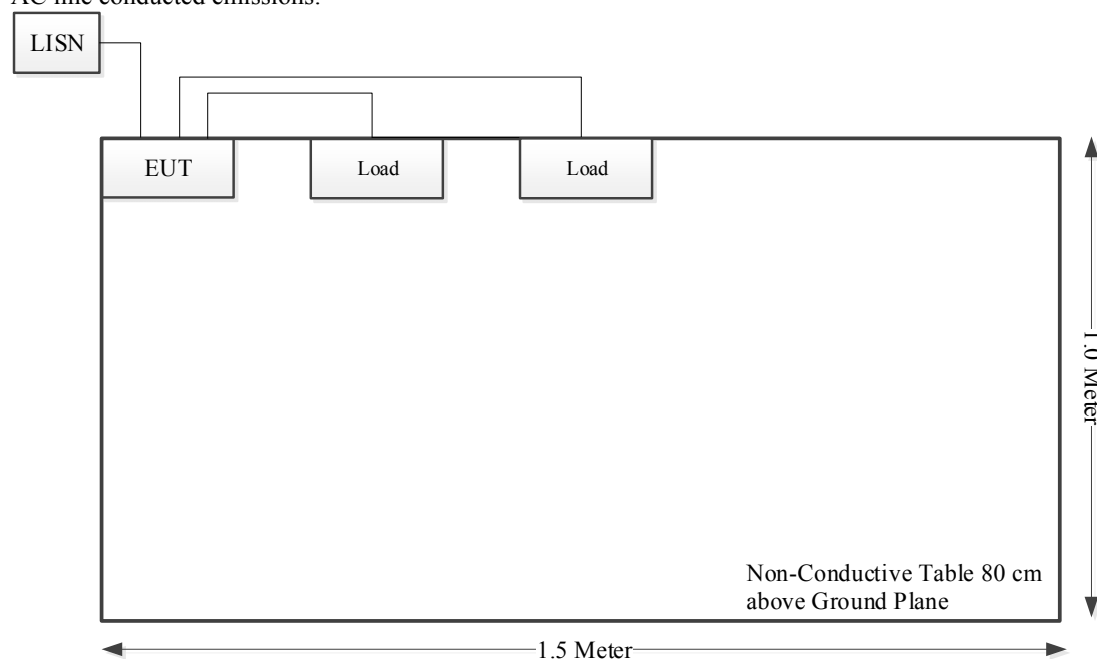 AC line conducted emissions:
LISN
EUT
Load
Load
1.0 Meter
Non-Conductive Table 80 cm
above Ground Plane
1.5 Meter